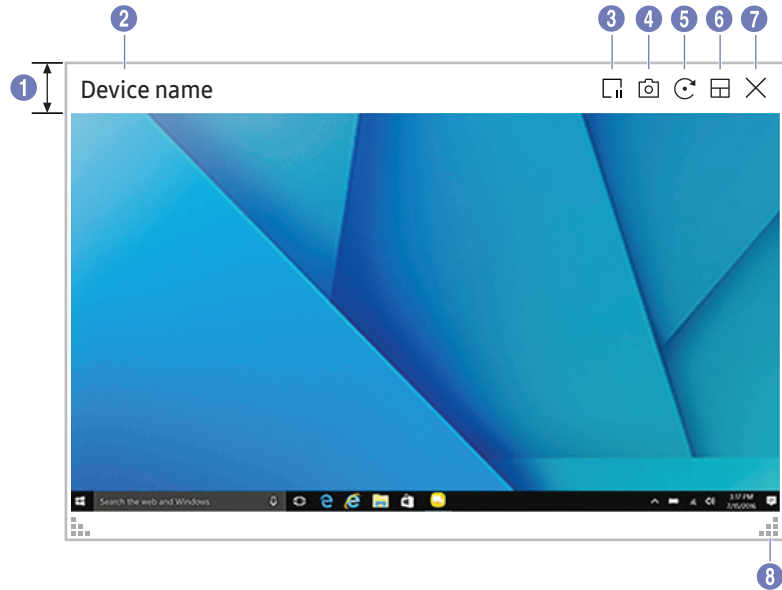 2 3 4 5 6 7
1
Device name
Search the web and Windows
3:17 PM
7/15/2016
8